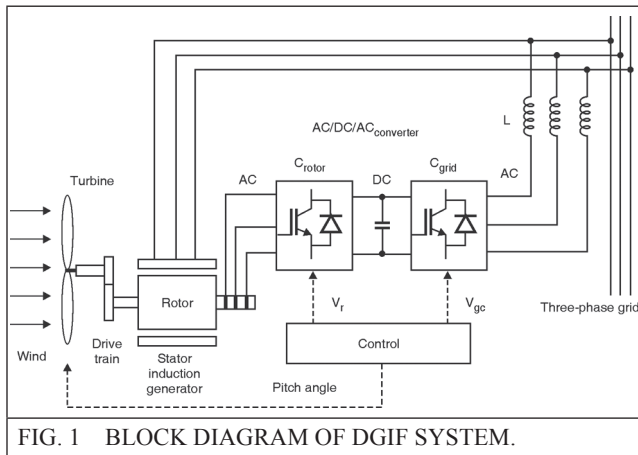 L
AC/DC/ACconverter
Turbine
AC
Crotor
DC
Cgrid
AC
Rotor
Vr
Vgc
Three-phase grid
Control
Wind
Drive
train
Stator
induction
generator
Pitch angle
FIG. 1 BLOCK DIAGRAM OF DGIF SYSTEM.